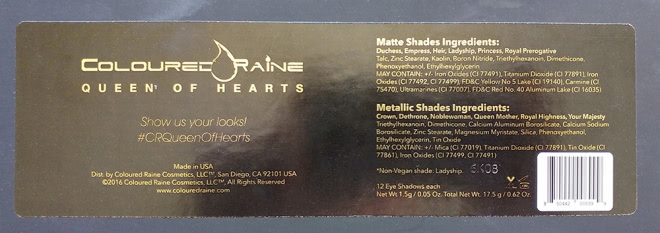 COLOURED RAINE
QUEEN OF HEARTS
Show us your looks!
#CRQueenOfHearts
Made in USA
Dist. by Coloured Raine Cosmetics, LLC™, San Diego, CA 92101 USA
©2016 Coloured Raine Cosmetics, LLC™, All Rights Reserved
www.colouredraine.com
Matte Shades Ingredients:
Duchess, Empress, Heir, Ladyship, Princess, Royal Prerogative
Talc, Zinc Stearate, Kaolin, Boron Nitride, Triethylhexanoin, Dimethicone,
Phenoxyethanol, Ethylhexylglycerin
MAY CONTAIN: +/- Iron Oxides (CI 77491), Titanium Dioxide (CI 77891), Iron
Oxides (CI 77492, CI 77499), FD&C Yellow No 5 Lake (CI 19140), Carmine (CI
75470), Ultramarines (CI 77007), FD&C Red No. 40 Aluminum Lake (CI 16035)
Metallic Shades Ingredients:
Crown, Dethrone, Noblewoman, Queen Mother, Royal Highness, Your Majesty
Triethylhexanoin, Dimethicone, Calcium Aluminum Borosilicate, Calcium Sodium
Borosilicate, Zinc Stearate, Magnesium Myristate, Silica, Phenoxyethanol,
Ethylhexylglycerin, Tin Oxide
MAY CONTAIN: +/- Mica (CI 77019), Titanium Dioxide (CI 77891), Tin Oxide (CI
77861), Iron Oxides (CI 77499, CI 77491)
*Non-Vegan shade: Ladyship.
12 Eye Shadows each
Net Wt 1.5g / 0.05 Oz. Total Net Wt. 17.5 g / 0.62 Oz.